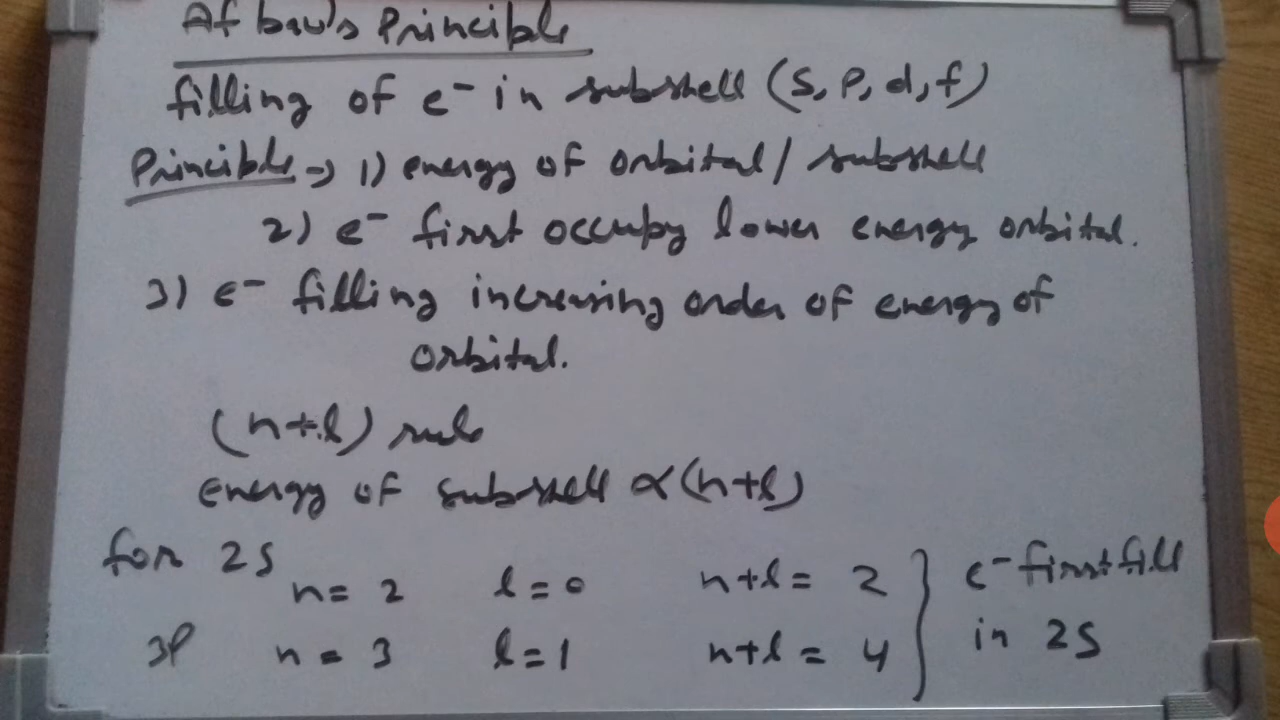 Afbau's Principle
filling of e- in subshell (s, p, d, f)
Principle → 1) energy of orbital / subshell
2) e- first occupy lower energy orbital.
3) e- filling increasing order of energy of
orbital.
(n+l) rule
energy of subshell ∝ (n+l)
for 2s
n= 2 l=0 n+l= 2 } e- first fill
3p n=3 l=1 n+l= 4 in 2s